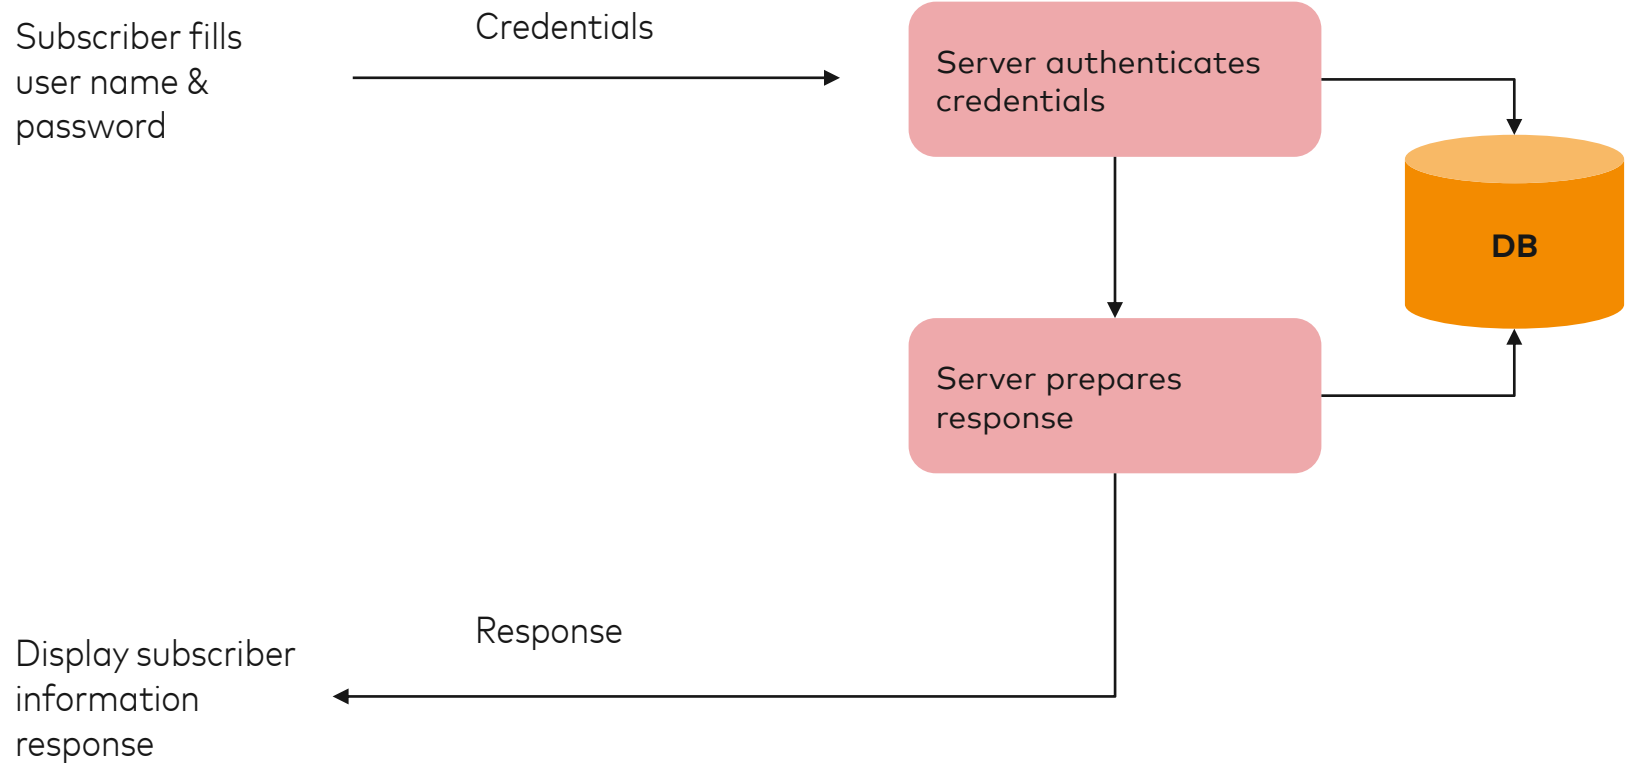 Subscriber fills
user name &
password
Credentials
Server authenticates
credentials
DB
Server prepares
response
Response
Display subscriber
information
response